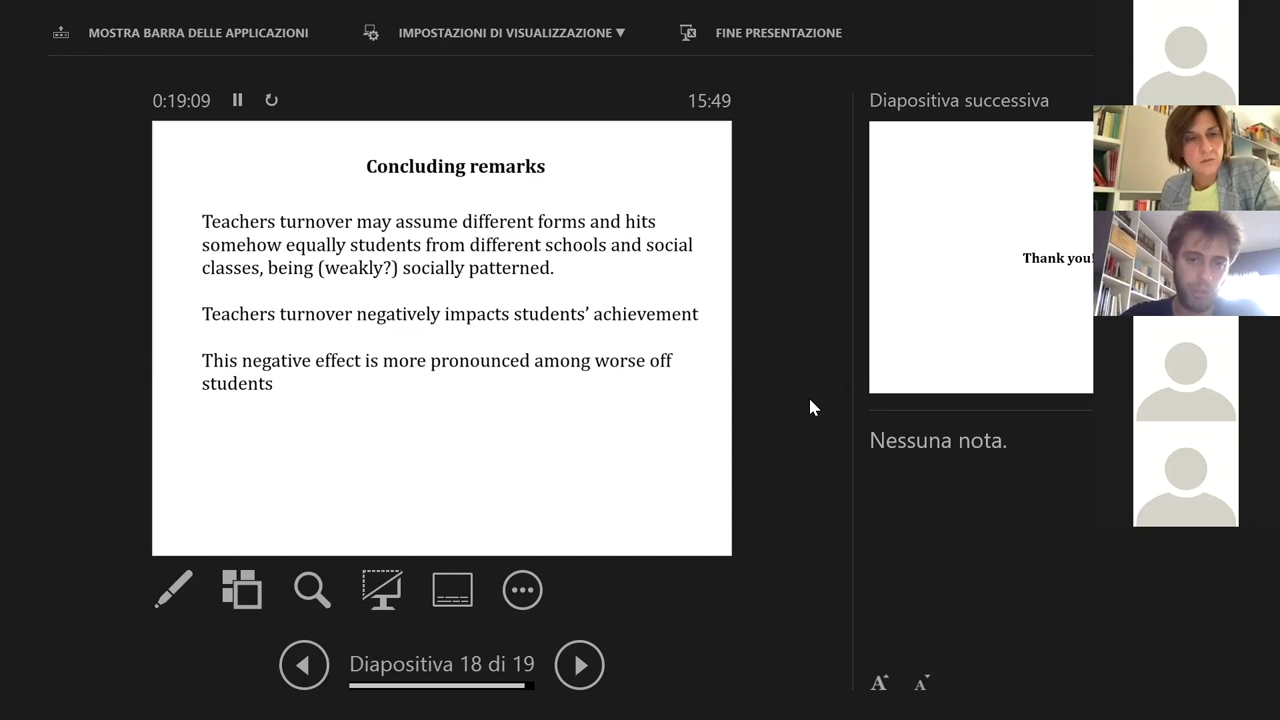 MOSTRA BARRA DELLE APPLICAZIONI
IMPOSTAZIONI DI VISUALIZZAZIONE ▼
FINE PRESENTAZIONE
0:19:09
15:49
Diapositiva successiva
Concluding remarks
Teachers turnover may assume different forms and hits
somehow equally students from different schools and social
classes, being (weakly?) socially patterned.
Teachers turnover negatively impacts students’ achievement
This negative effect is more pronounced among worse off
students
Thank you!
Nessuna nota.
Diapositiva 18 di 19
A A